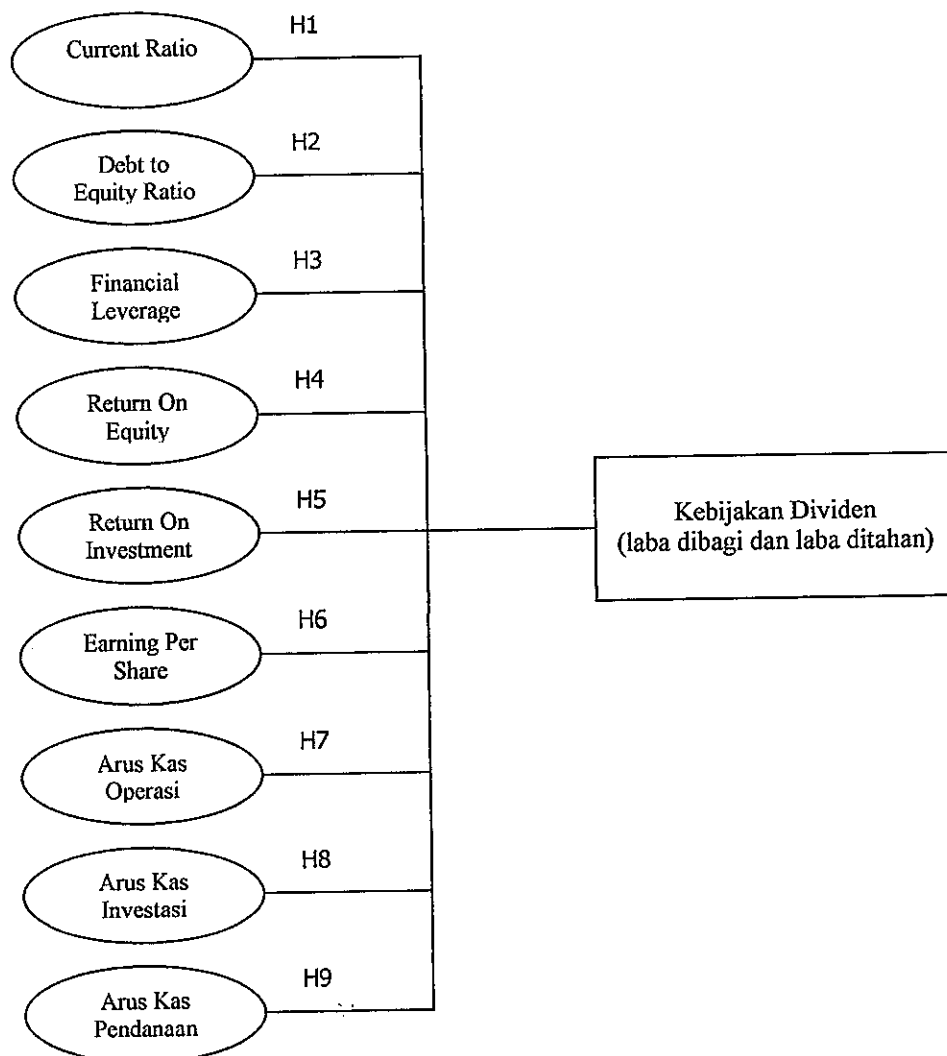 H1
Current Ratio
H2
Debt to
Equity Ratio
H3
Financial
Leverage
H4
Return On
Equity
H5
Return On
Investment
Kebijakan Dividen
(laba dibagi dan laba ditahan)
H6
Earning Per
Share
H7
Arus Kas
Operasi
H8
Arus Kas
Investasi
H9
Arus Kas
Pendanaan